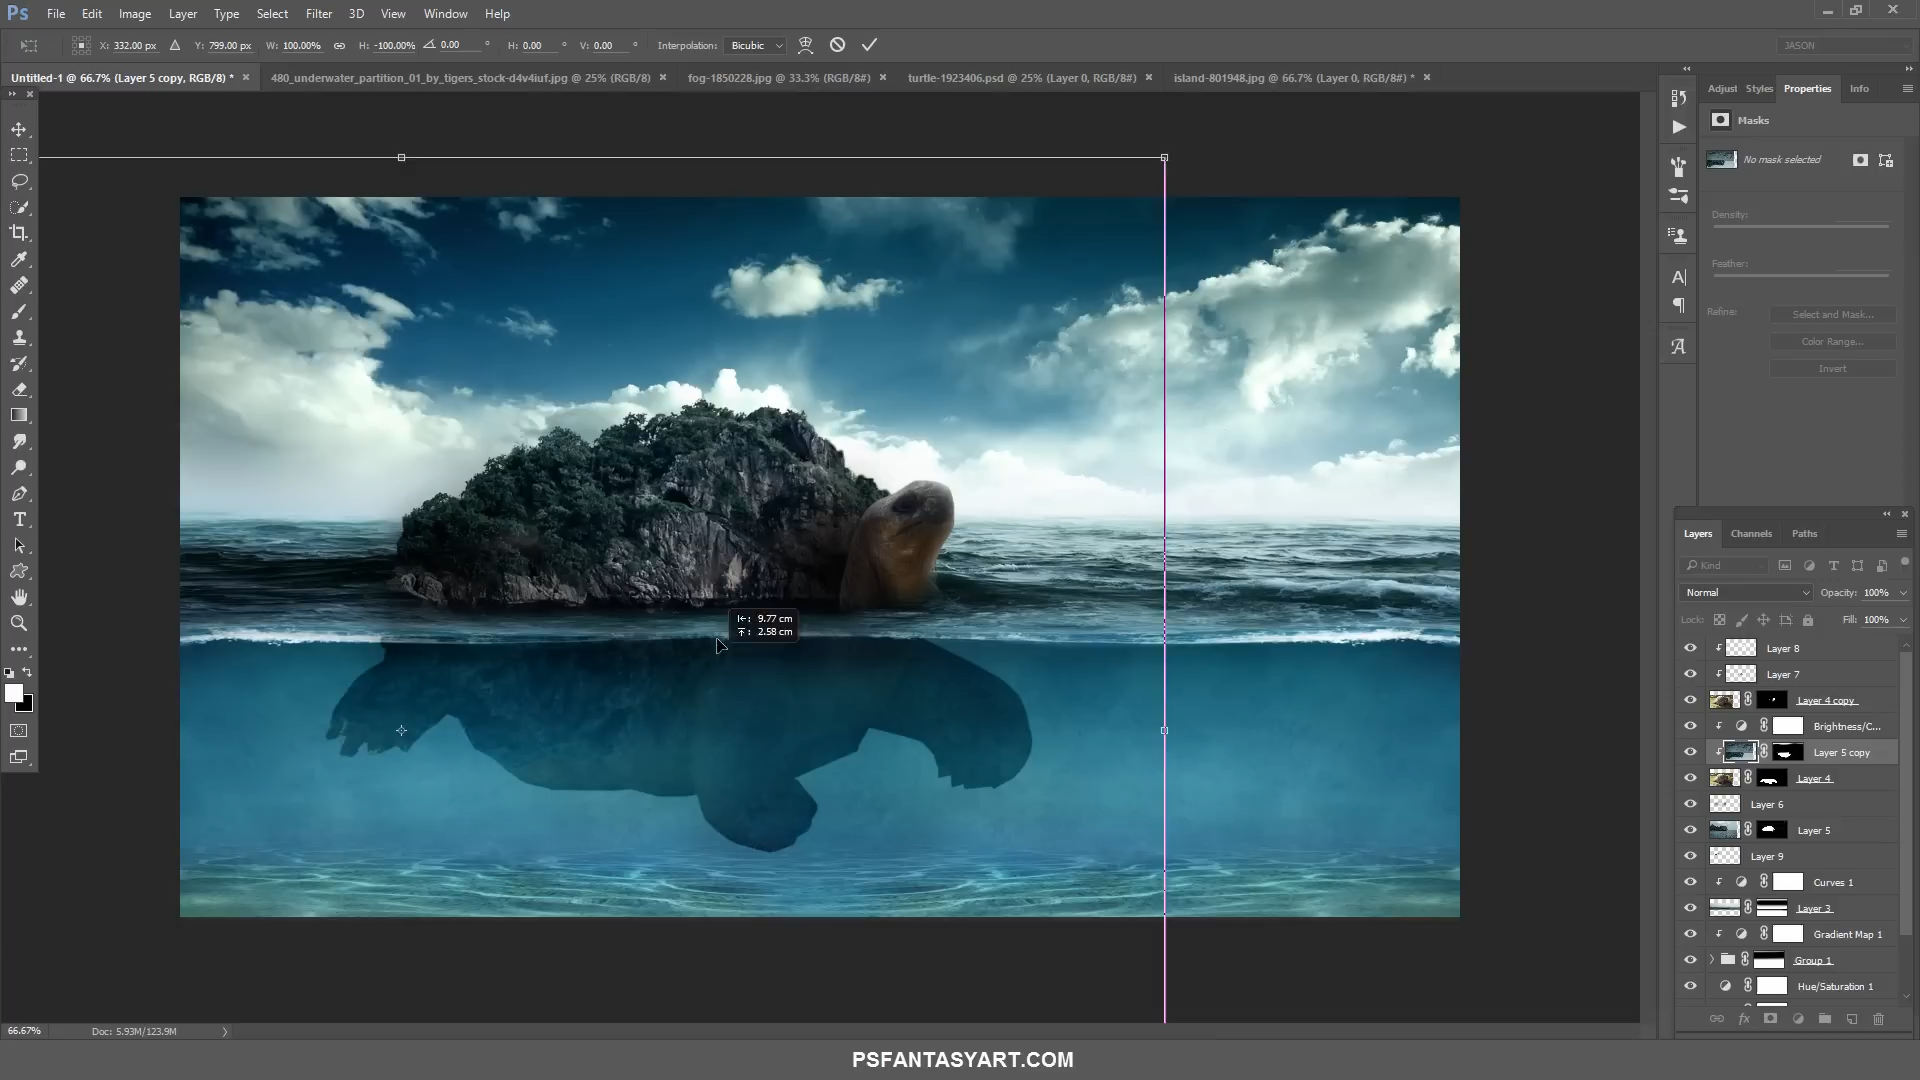 Ps File Edit Image Layer Type Select Filter 3D View Window Help
X: 332.00 px Y: 799.00 px W: 100.00% H: -100.00% 0.00 ° H: 0.00 ° V: 0.00 ° Interpolation: Bicubic JASON
Untitled-1 @ 66.7% (Layer 5 copy, RGB/8) * × 480_underwater_partition_01_by_tigers_stock-d4v4iuf.jpg @ 25% (RGB/8) × fog-1850228.jpg @ 33.3% (RGB/8#) × turtle-1923406.psd @ 25% (Layer 0, RGB/8#) × island-801948.jpg @ 66.7% (Layer 0, RGB/8#) * ×
Adjust Styles Properties Info
Masks
No mask selected
Density:
Feather:
Refine: Select and Mask...
Color Range...
Invert
9.77 cm
2.58 cm
Layers Channels Paths
Kind
Normal Opacity: 100%
Lock: Fill: 100%
Layer 8
Layer 7
Layer 4 copy
Brightness/C...
Layer 5 copy
Layer 4
Layer 6
Layer 5
Layer 9
Curves 1
Layer 3
Gradient Map 1
Group 1
Hue/Saturation 1
fx
66.67% Doc: 5.93M/123.9M
PSFANTASYART.COM